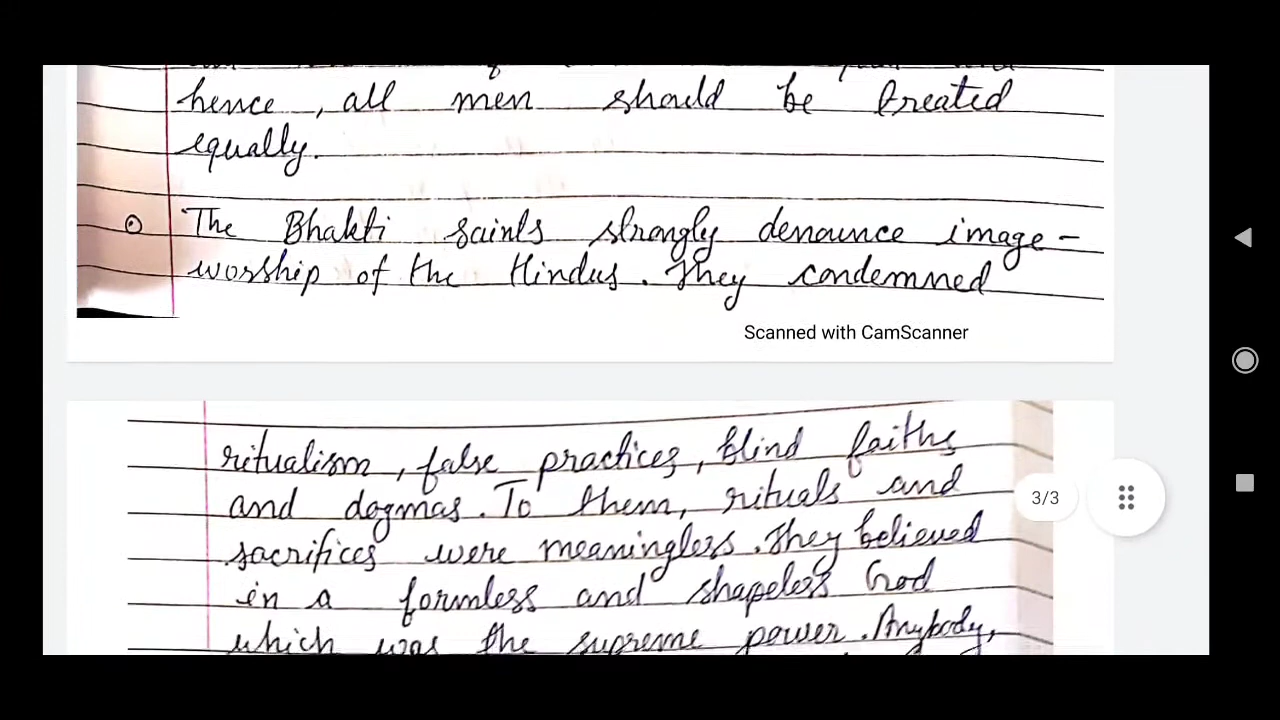 hence, all men should be treated
equally.
The Bhakti saints strongly denounce image-
worship of the Hindus. They condemned
Scanned with CamScanner
ritualism, false practices, blind faiths
and dogmas. To them, rituals and
3/3
sacrifices were meaningless. They believed
in a formless and shapeless God
which was the supreme power. Anybody,